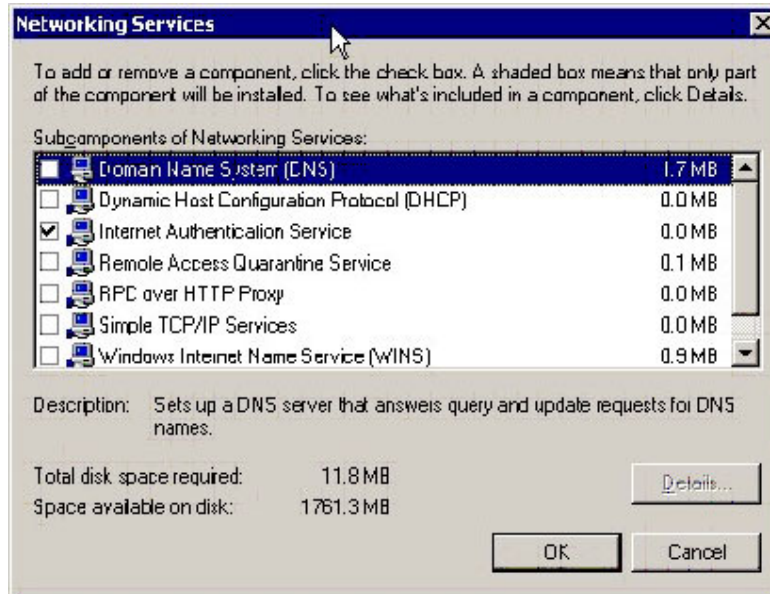 Networking Services
To add or remove a component, click the check box. A shaded box means that only part
of the component will be installed. To see what's included in a component, click Details.
Subcomponents of Networking Services:
Domain Name System (DNS) 1.7 MB
Dynamic Host Configuration Protocol (DHCP) 0.0 MB
Internet Authentication Service 0.0 MB
Remote Access Quarantine Service 0.1 MB
RPC over HTTP Proxy 0.0 MB
Simple TCP/IP Services 0.0 MB
Windows Internet Name Service (WINS) 0.9 MB
Description: Sets up a DNS server that answers query and update requests for DNS
names.
Total disk space required: 11.8 MB
Details...
Space available on disk: 1761.3 MB
OK Cancel